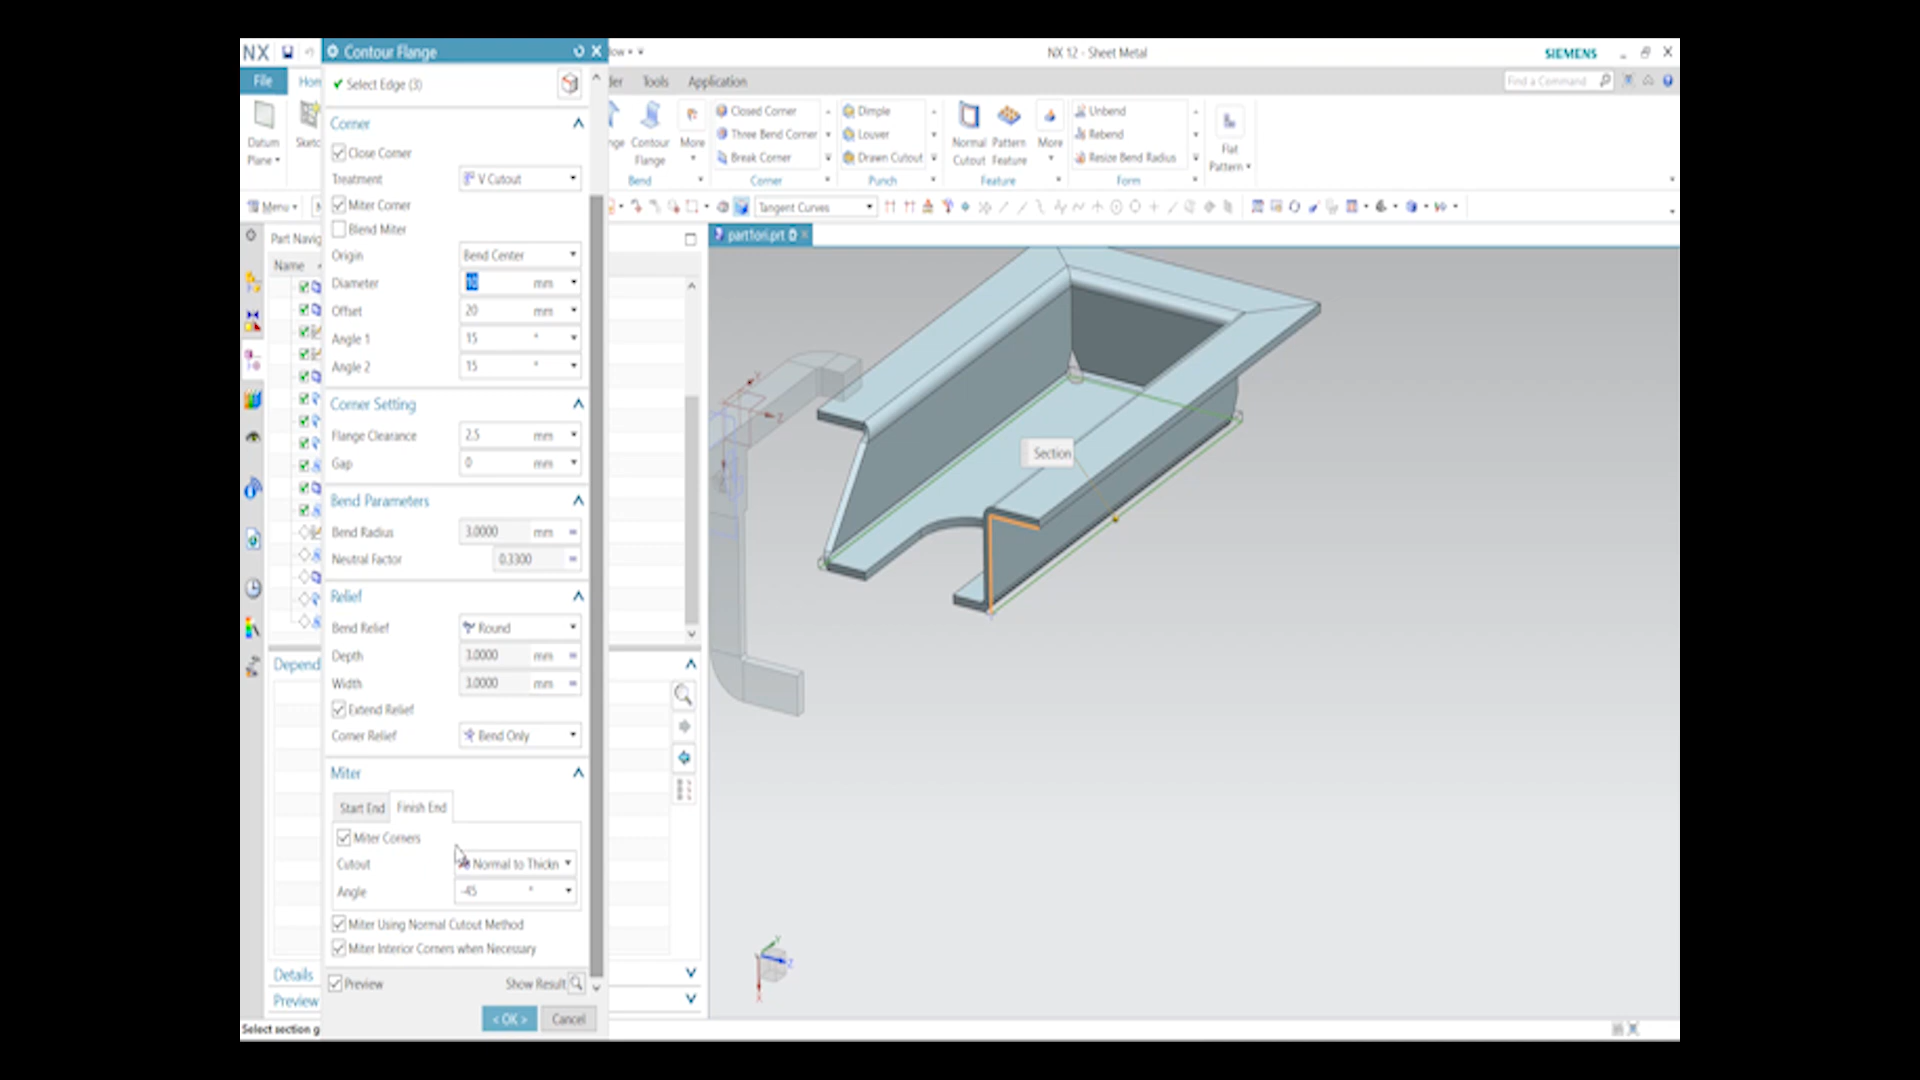 NX
Contour Flange
NX 12 - Sheet Metal
SIEMENS
File
Select Edge (3)
Tools
Application
Find a Command
Corner
Close Corner
Treatment
V Cutout
Miter Corner
Blend Miter
Origin
Bend Center
Diameter
10 mm
Offset
20 mm
Angle 1
15 °
Angle 2
15 °
Corner Setting
Flange Clearance
2.5 mm
Gap
0 mm
Bend Parameters
Bend Radius
3.0000 mm =
Neutral Factor
0.3300 =
Relief
Bend Relief
Round
Depth
3.0000 mm =
Width
3.0000 mm =
Extend Relief
Corner Relief
Bend Only
Miter
Start End
Finish End
Miter Corners
Cutout
Normal to Thickn
Angle
-45 °
Miter Using Normal Cutout Method
Miter Interior Corners when Necessary
Preview
Show Result
< OK >
Cancel
Datum
Plane
Contour
Flange
More
Bend
Closed Corner
Three Bend Corner
Break Corner
Corner
Dimple
Louver
Drawn Cutout
Punch
Normal
Cutout
Pattern
Feature
More
Feature
Unbend
Rebend
Resize Bend Radius
Form
Flat
Pattern
Menu
Tangent Curves
Part Navig
Name
part1ori.prt
Section
Depend
Details
Preview
Select section g
Y
Z
X